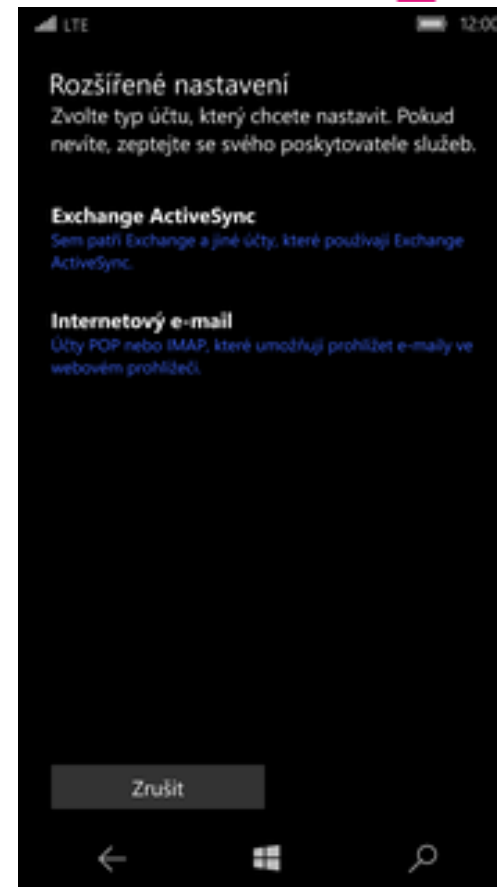 LTE 12:00
Rozšířené nastavení
Zvolte typ účtu, který chcete nastavit. Pokud
nevíte, zeptejte se svého poskytovatele služeb.
Exchange ActiveSync
Sem patří Exchange a jiné účty, které používají Exchange
ActiveSync.
Internetový e-mail
Účty POP nebo IMAP, které umožňují prohlížet e-maily ve
webovém prohlížeči.
Zrušit